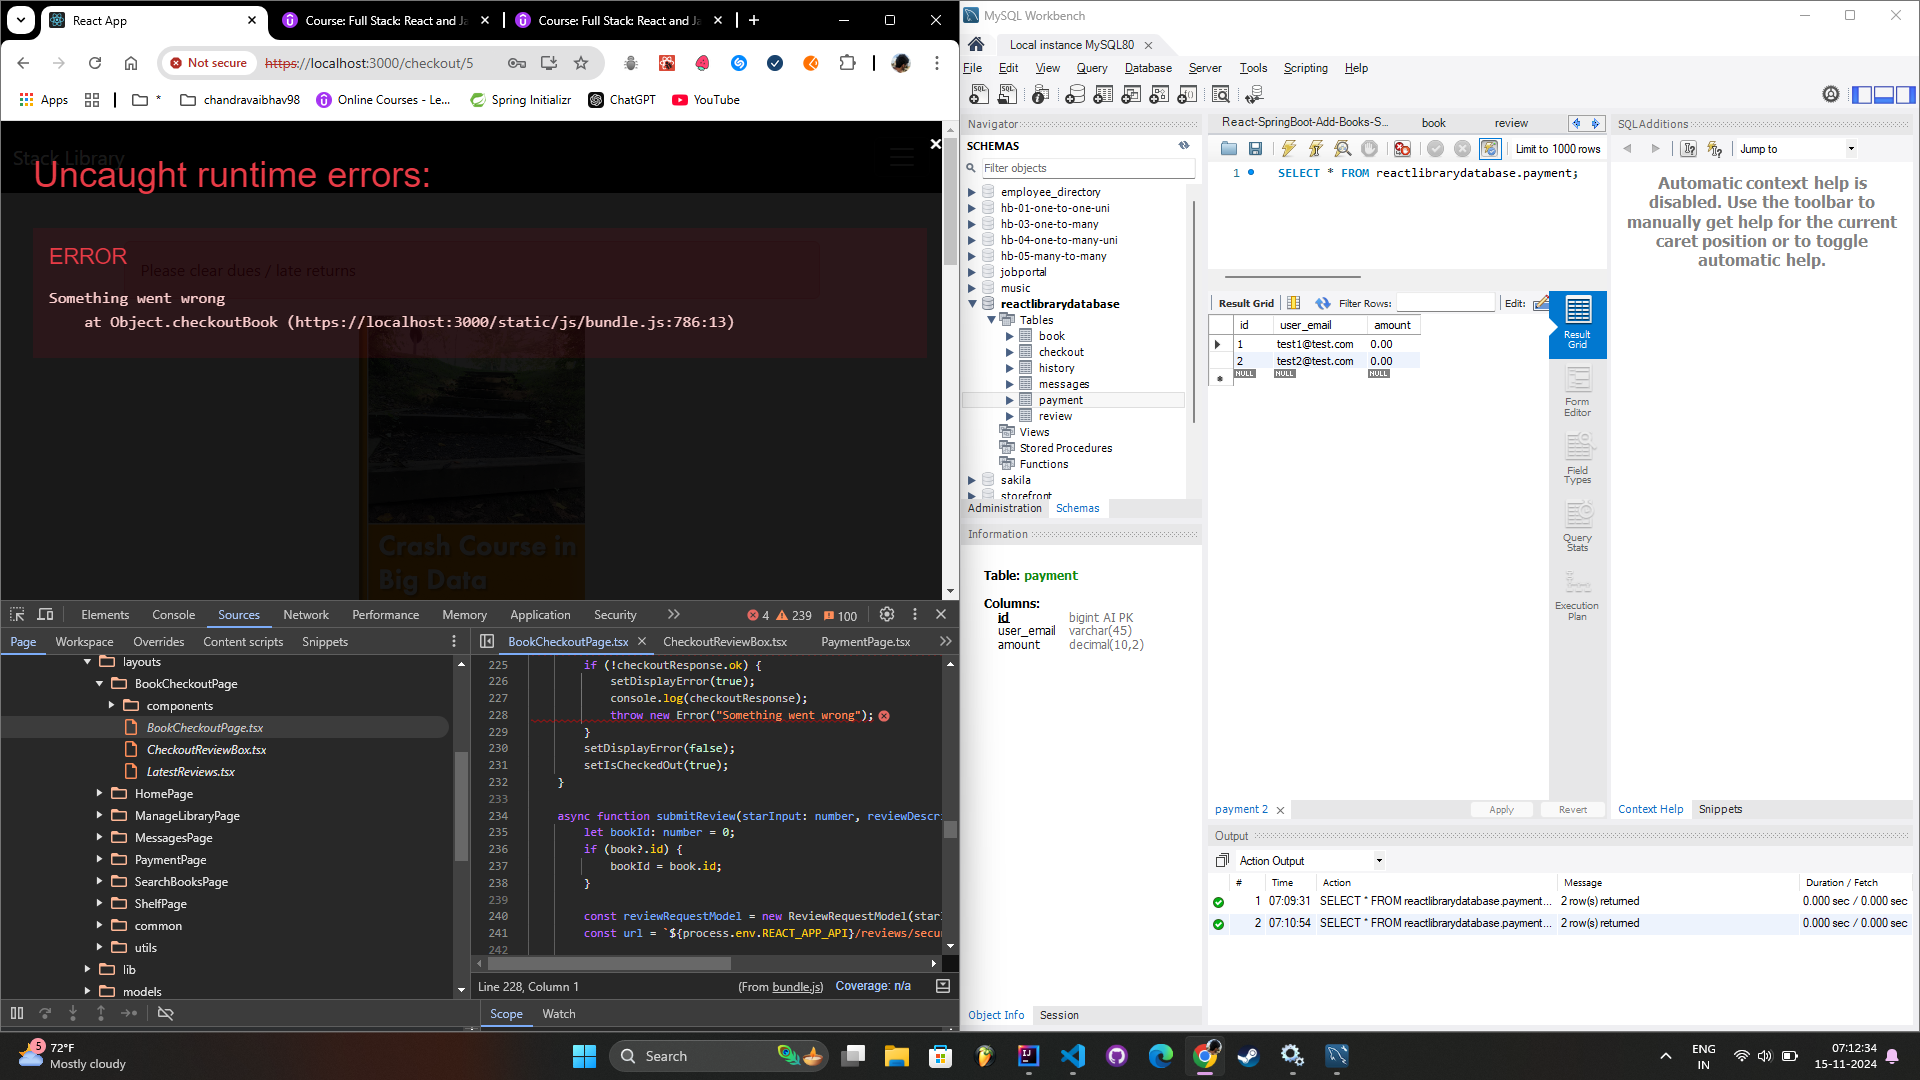 React App
Course: Full Stack: React and Ja
Course: Full Stack: React and Ja
Not secure
https://localhost:3000/checkout/5
Apps
*
chandravaibhav98
Online Courses - Le...
Spring Initializr
ChatGPT
YouTube
Stack Library
Uncaught runtime errors:
ERROR
Please clear dues / late returns
Something went wrong
at Object.checkoutBook (https://localhost:3000/static/js/bundle.js:786:13)
Crash Course in
Big Data
Elements
Console
Sources
Network
Performance
Memory
Application
Security
4
239
100
Page
Workspace
Overrides
Content scripts
Snippets
BookCheckoutPage.tsx
CheckoutReviewBox.tsx
PaymentPage.tsx
layouts
BookCheckoutPage
components
BookCheckoutPage.tsx
CheckoutReviewBox.tsx
LatestReviews.tsx
HomePage
ManageLibraryPage
MessagesPage
PaymentPage
SearchBooksPage
ShelfPage
common
utils
lib
models
225 if (!checkoutResponse.ok) {
226 setDisplayError(true);
227 console.log(checkoutResponse);
228 throw new Error("Something went wrong");
229 }
230 setDisplayError(false);
231 setIsCheckedOut(true);
232 }
233
234 async function submitReview(starInput: number, reviewDescr
235 let bookId: number = 0;
236 if (book?.id) {
237 bookId = book.id;
238 }
239
240 const reviewRequestModel = new ReviewRequestModel(star
241 const url = `${process.env.REACT_APP_API}/reviews/secu
242
Line 228, Column 1
(From bundle.js)
Coverage: n/a
Scope
Watch
MySQL Workbench
Local instance MySQL80
File
Edit
View
Query
Database
Server
Tools
Scripting
Help
Navigator
SCHEMAS
Filter objects
employee_directory
hb-01-one-to-one-uni
hb-03-one-to-many
hb-04-one-to-many-uni
hb-05-many-to-many
jobportal
music
reactlibrarydatabase
Tables
book
checkout
history
messages
payment
review
Views
Stored Procedures
Functions
sakila
storefront
Administration
Schemas
Information
Table: payment
Columns:
id bigint AI PK
user_email varchar(45)
amount decimal(10,2)
Object Info
Session
React-SpringBoot-Add-Books-S...
book
review
Limit to 1000 rows
1 SELECT * FROM reactlibrarydatabase.payment;
Result Grid
Filter Rows:
Edit:
id user_email amount
1 test1@test.com 0.00
2 test2@test.com 0.00
NULL NULL NULL
Result
Grid
Form
Editor
Field
Types
Query
Stats
Execution
Plan
payment 2
Apply
Revert
SQLAdditions
Jump to
Automatic context help is
disabled. Use the toolbar to
manually get help for the current
caret position or to toggle
automatic help.
Context Help
Snippets
Output
Action Output
# Time Action Message Duration / Fetch
1 07:09:31 SELECT * FROM reactlibrarydatabase.payment... 2 row(s) returned 0.000 sec / 0.000 sec
2 07:10:54 SELECT * FROM reactlibrarydatabase.payment... 2 row(s) returned 0.000 sec / 0.000 sec
5
72°F
Mostly cloudy
Search
ENG
IN
07:12:34
15-11-2024